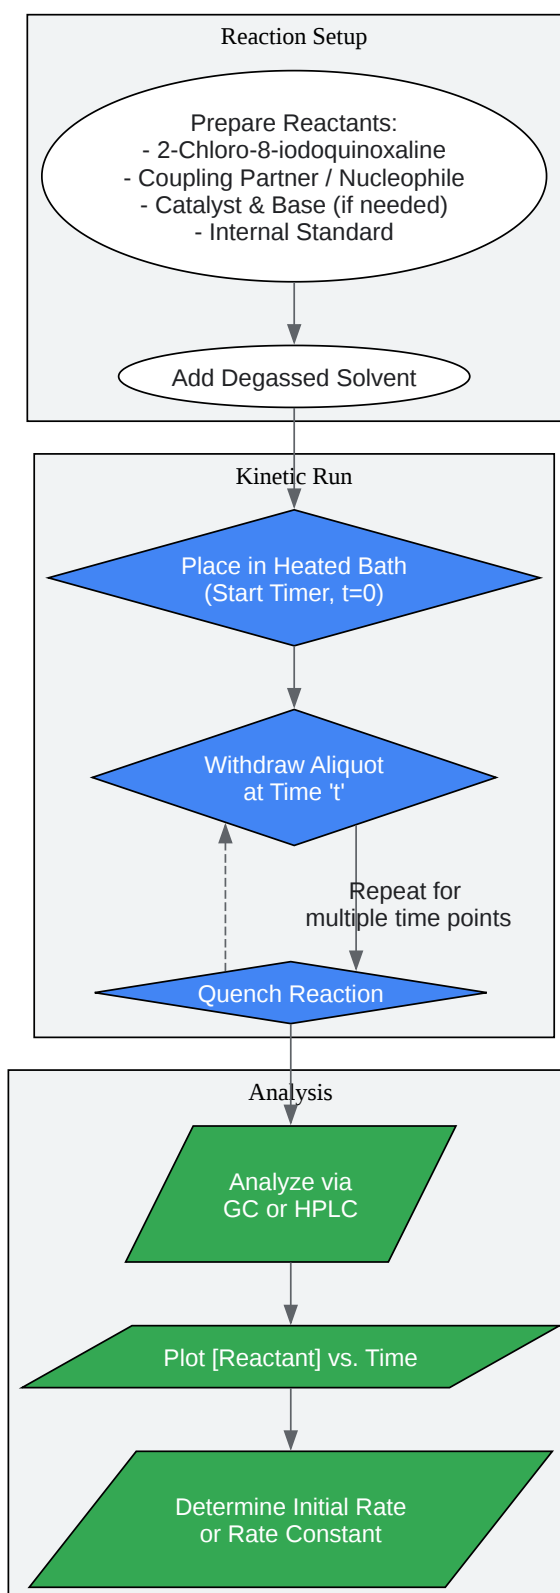 Reaction Setup
Prepare Reactants:
- 2-Chloro-8-iodoquinoxaline
- Coupling Partner / Nucleophile
- Catalyst & Base (if needed)
- Internal Standard
Add Degassed Solvent
Kinetic Run
Place in Heated Bath
(Start Timer, t=0)
Withdraw Aliquot
at Time 't'
Repeat for
multiple time points
Quench Reaction
Analysis
Analyze via
GC or HPLC
Plot [Reactant] vs. Time
Determine Initial Rate
or Rate Constant